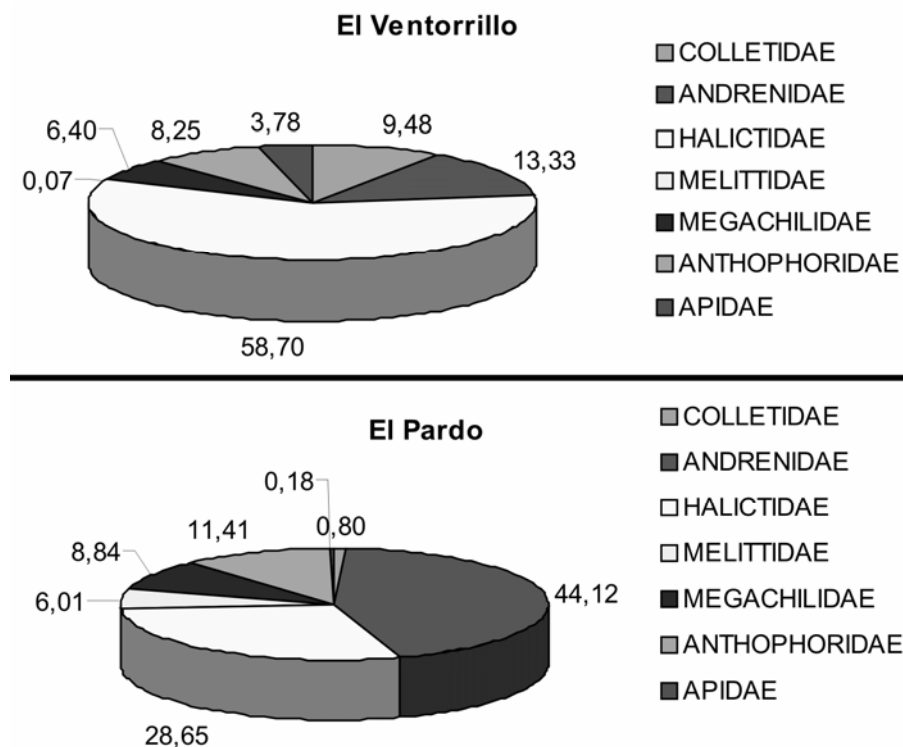 El Ventorrillo
6,40
8,25
3,78
9,48
13,33
0,07
58,70
COLLETIDAE
ANDRENIDAE
HALICTIDAE
MELITTIDAE
MEGACHILIDAE
ANTHOPHORIDAE
APIDAE
El Pardo
0,18
0,80
11,41
8,84
6,01
44,12
28,65
COLLETIDAE
ANDRENIDAE
HALICTIDAE
MELITTIDAE
MEGACHILIDAE
ANTHOPHORIDAE
APIDAE